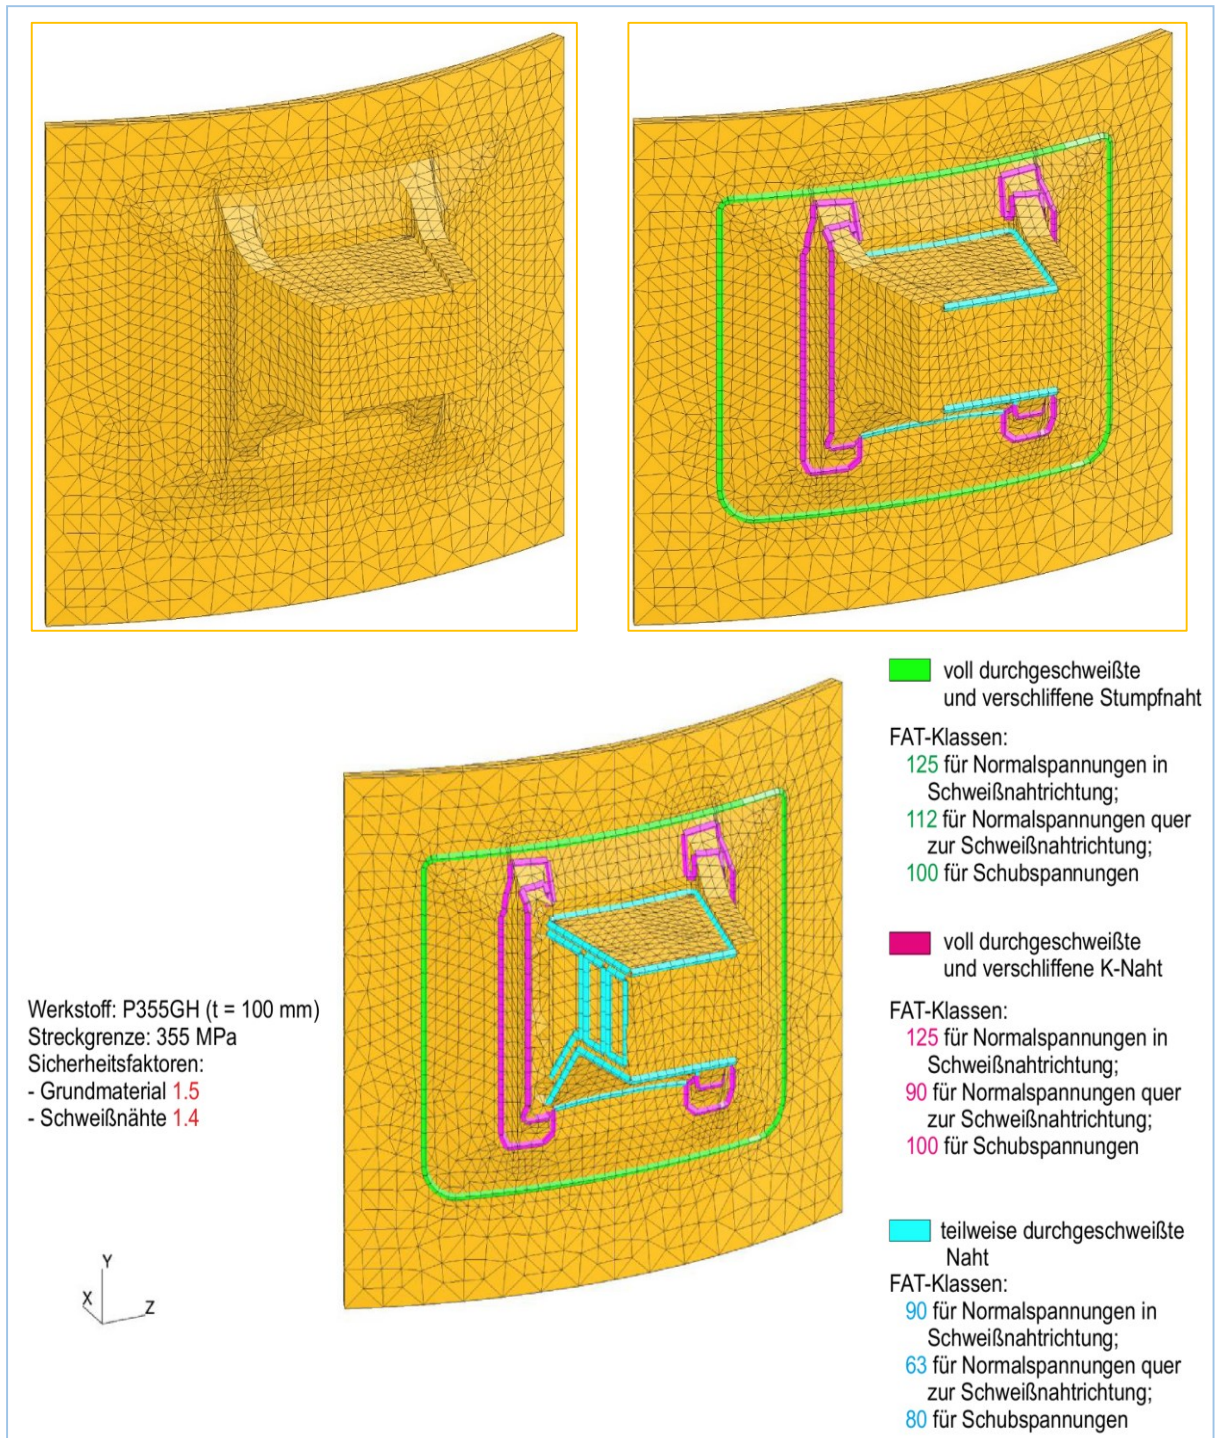 voll durchgeschweißte
und verschliffene Stumpfnaht
FAT-Klassen:
125 für Normalspannungen in
Schweißnahtrichtung;
112 für Normalspannungen quer
zur Schweißnahtrichtung;
100 für Schubspannungen
voll durchgeschweißte
und verschliffene K-Naht
FAT-Klassen:
125 für Normalspannungen in
Schweißnahtrichtung;
90 für Normalspannungen quer
zur Schweißnahtrichtung;
100 für Schubspannungen
Werkstoff: P355GH (t = 100 mm)
Streckgrenze: 355 MPa
Sicherheitsfaktoren:
- Grundmaterial 1.5
- Schweißnähte 1.4
teilweise durchgeschweißte
Naht
FAT-Klassen:
90 für Normalspannungen in
Schweißnahtrichtung;
63 für Normalspannungen quer
zur Schweißnahtrichtung;
80 für Schubspannungen
Y
X
Z